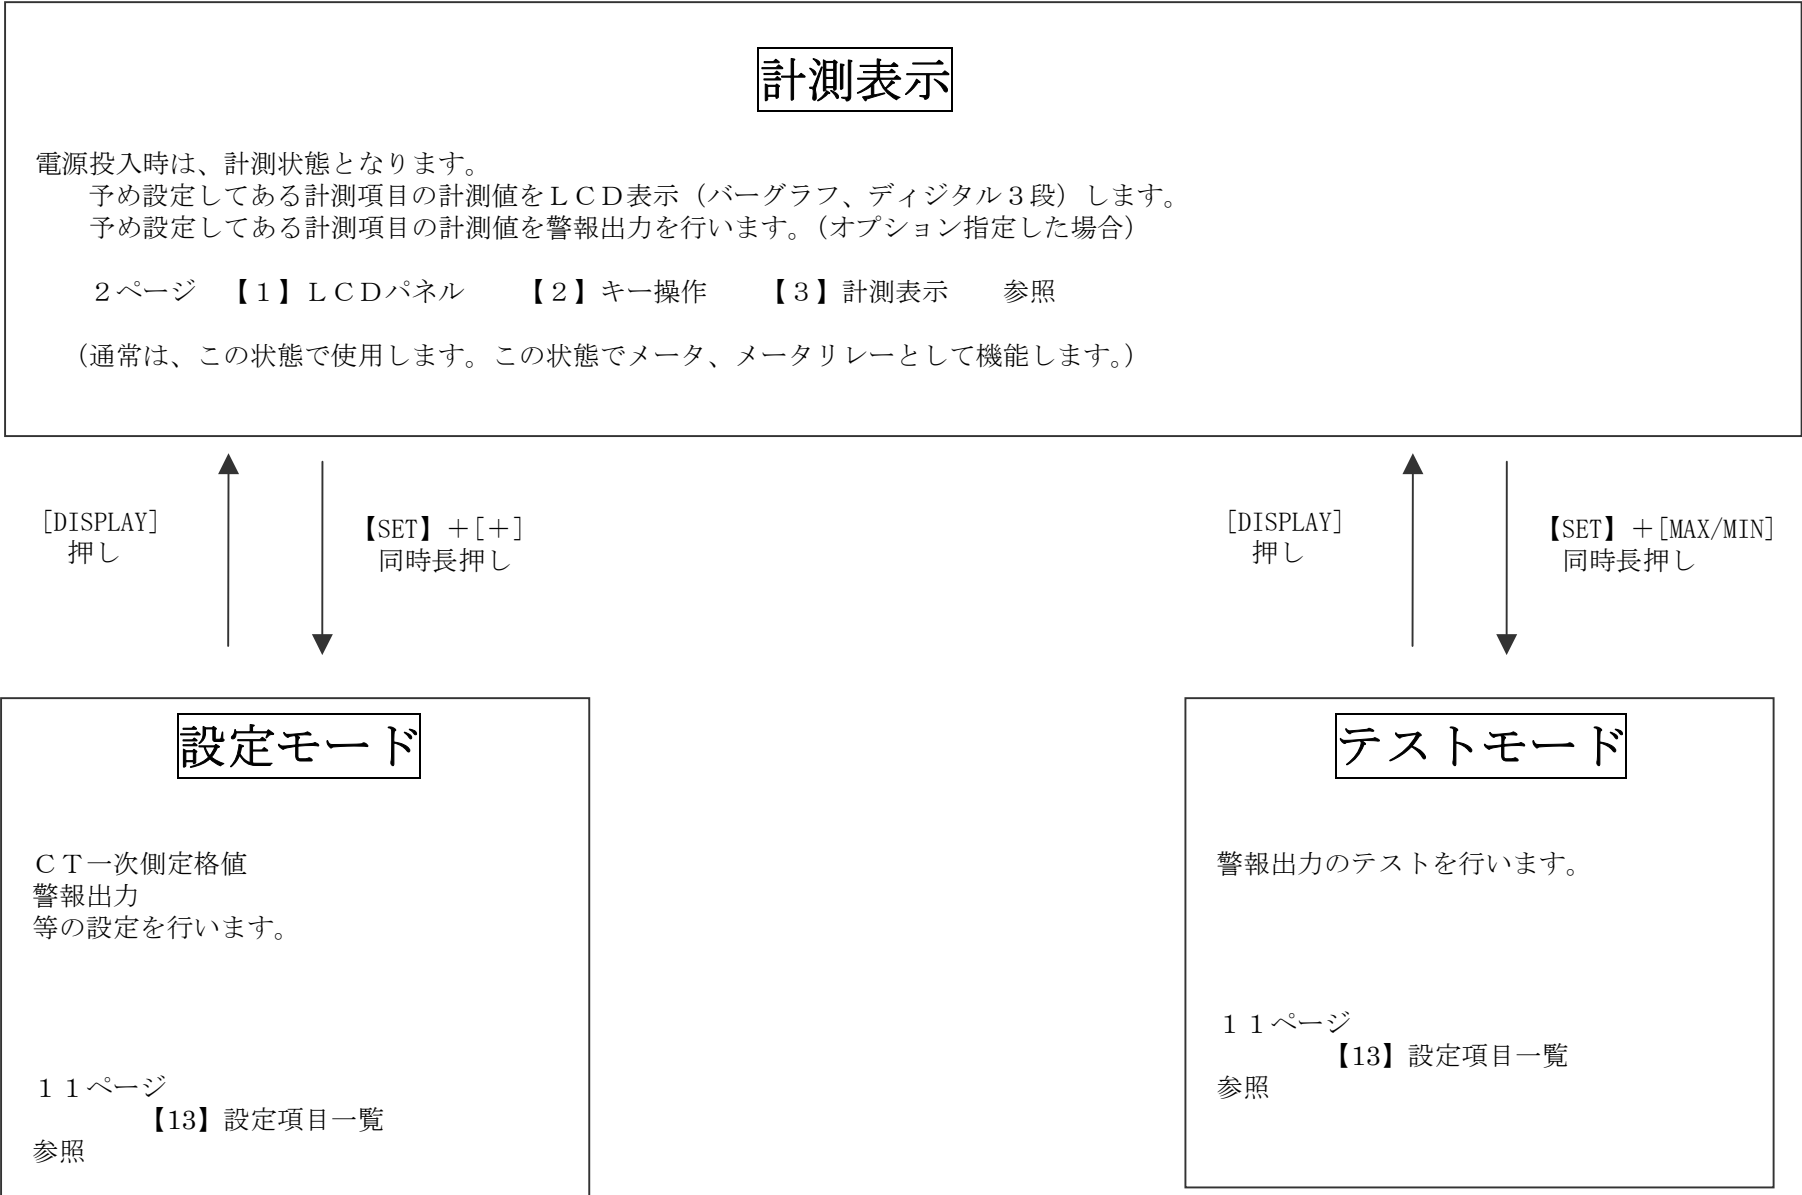 計測表示
電源投入時は、計測状態となります。
予め設定してある計測項目の計測値をＬＣＤ表示（バーグラフ、ディジタル３段）します。
予め設定してある計測項目の計測値を警報出力を行います。（オプション指定した場合）
２ページ　【１】ＬＣＤパネル　　【２】キー操作　　【３】計測表示　　参照
（通常は、この状態で使用します。この状態でメータ、メータリレーとして機能します。）
[DISPLAY]
押し
【SET】＋[＋]
同時長押し
[DISPLAY]
押し
【SET】＋[MAX/MIN]
同時長押し
設定モード
ＣＴ一次側定格値
警報出力
等の設定を行います。
１１ページ
【13】設定項目一覧
参照
テストモード
警報出力のテストを行います。
１１ページ
【13】設定項目一覧
参照